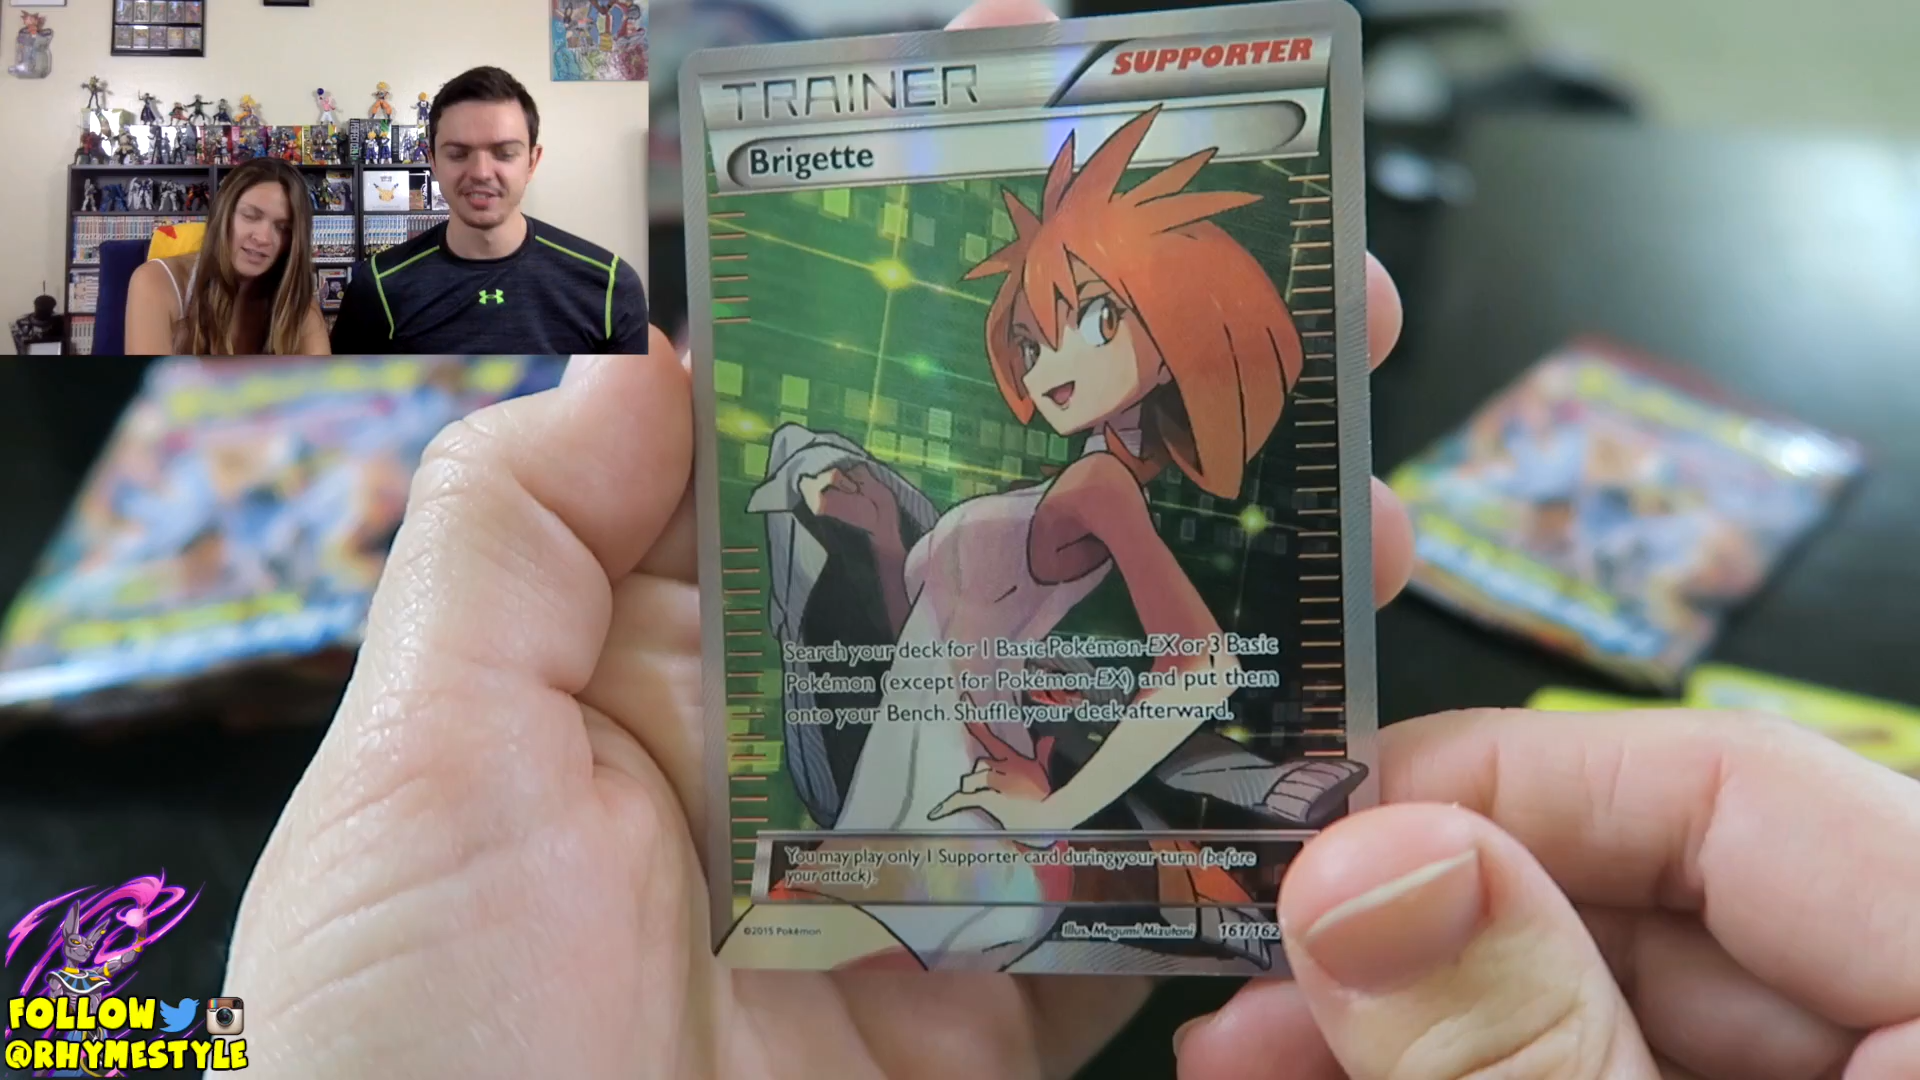 TRAINER
SUPPORTER
Brigette
Search your deck for 1 Basic Pokémon-EX or 3 Basic
Pokémon (except for Pokémon-EX) and put them
onto your Bench. Shuffle your deck afterward.
You may play only 1 Supporter card during your turn (before
your attack).
©2015 Pokémon
Illus. Megumi Mizutani
161/162
FOLLOW
@RHYMESTYLE